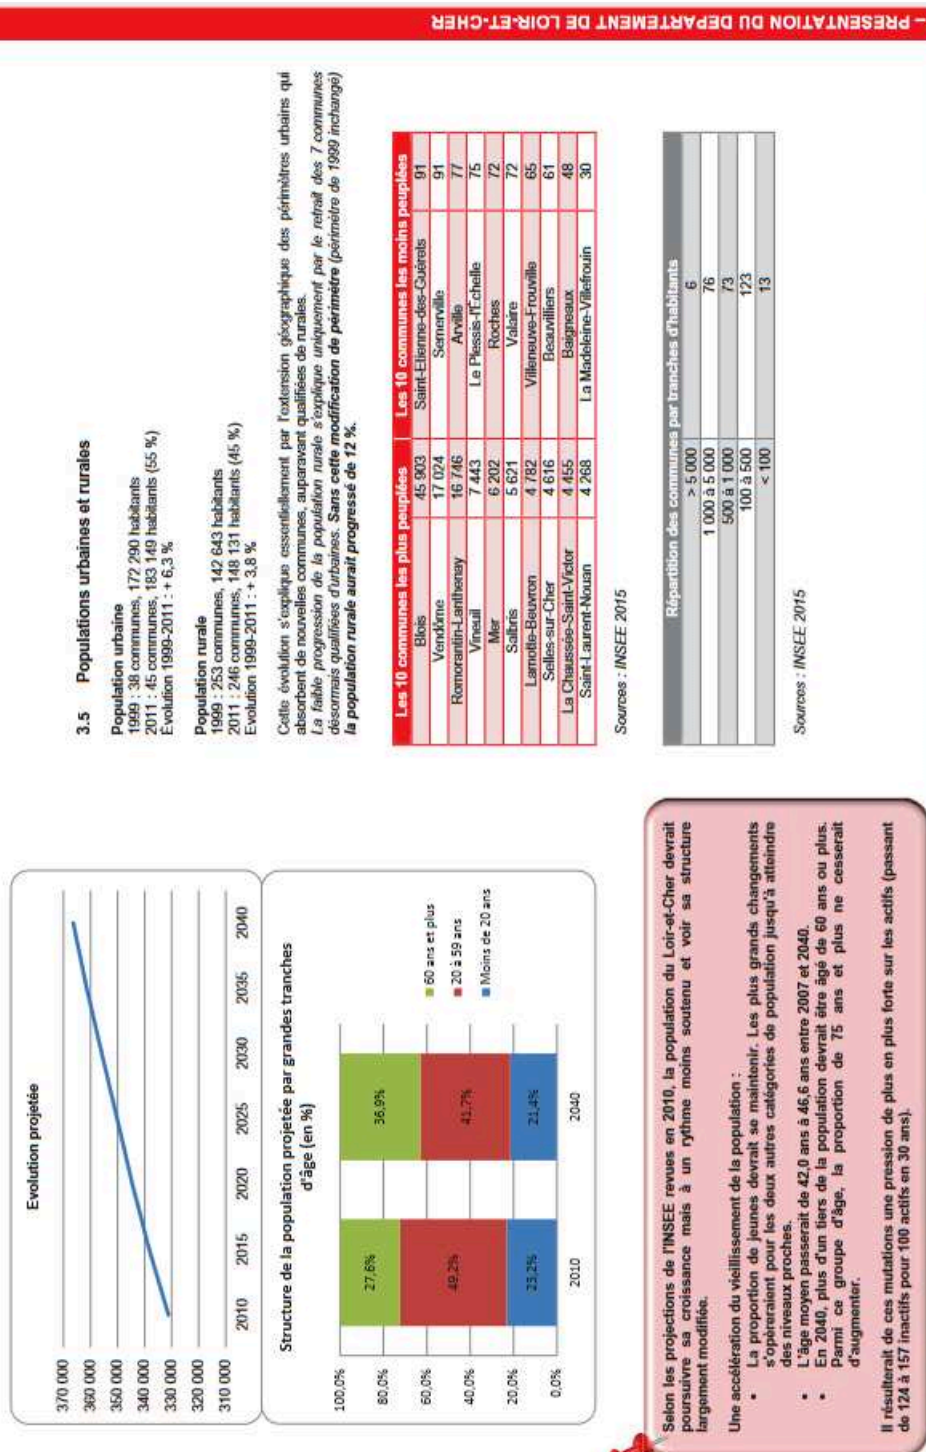 – PRESENTATION DU DEPARTEMENT DE LOIR-ET-CHER
Evolution projetée
370 000
360 000
350 000
340 000
330 000
320 000
310 000
2010 2015 2020 2025 2030 2035 2040
Structure de la population projetée par grandes tranches
d'âge (en %)
100,0%
80,0%
60,0%
40,0%
20,0%
0,0%
27,6%
49,2%
23,2%
36,9%
41,7%
21,4%
2010 2040
60 ans et plus
20 à 59 ans
Moins de 20 ans
Selon les projections de l'INSEE revues en 2010, la population du Loir-et-Cher devrait
poursuivre sa croissance mais à un rythme moins soutenu et voir sa structure
largement modifiée.
Une accélération du vieillissement de la population :
• La proportion de jeunes devrait se maintenir. Les plus grands changements
s'opèreraient pour les deux autres catégories de population jusqu'à atteindre
des niveaux proches.
• L'âge moyen passerait de 42,0 ans à 46,6 ans entre 2007 et 2040.
• En 2040, plus d'un tiers de la population devrait être âgé de 60 ans ou plus.
Parmi ce groupe d'âge, la proportion de 75 ans et plus ne cesserait
d'augmenter.
Il résulterait de ces mutations une pression de plus en plus forte sur les actifs (passant
de 124 à 157 inactifs pour 100 actifs en 30 ans).
3.5 Populations urbaines et rurales
Population urbaine
1999 : 38 communes, 172 290 habitants
2011 : 45 communes, 183 149 habitants (55 %)
Évolution 1999-2011 : + 6,3 %
Population rurale
1999 : 253 communes, 142 643 habitants
2011 : 246 communes, 148 131 habitants (45 %)
Evolution 1999-2011 : + 3,8 %
Cette évolution s'explique essentiellement par l'extension géographique des périmètres urbains qui
absorbent de nouvelles communes, auparavant qualifiées de rurales.
La faible progression de la population rurale s'explique uniquement par le retrait des 7 communes
désormais qualifiées d'urbaines. Sans cette modification de périmètre (périmètre de 1999 inchangé)
la population rurale aurait progressé de 12 %.
Les 10 communes les plus peuplées Les 10 communes les moins peuplées
Blois 45 903 Saint-Etienne-des-Guérets 91
Vendôme 17 024 Semerville 91
Romorantin-Lanthenay 16 746 Arville 77
Vineuil 7 443 Le Plessis-l'Echelle 75
Mer 6 202 Roches 72
Salbris 5 621 Valaire 72
Lamotte-Beuvron 4 782 Villeneuve-Frouville 65
Selles-sur-Cher 4 616 Beauvilliers 61
La Chaussée-Saint-Victor 4 455 Baigneaux 48
Saint-Laurent-Nouan 4 268 La Madeleine-Villefrouin 30
Sources : INSEE 2015
Répartition des communes par tranches d'habitants
> 5 000 6
1 000 à 5 000 76
500 à 1 000 73
100 à 500 123
< 100 13
Sources : INSEE 2015